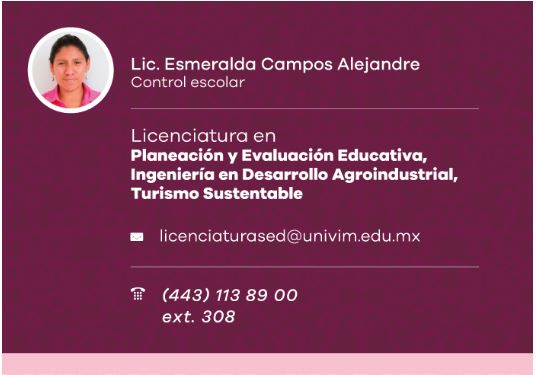 Lic. Esmeralda Campos Alejandre
Control escolar
Licenciatura en
Planeación y Evaluación Educativa,
Ingeniería en Desarrollo Agroindustrial,
Turismo Sustentable
licenciaturased@univim.edu.mx
(443) 113 89 00
ext. 308